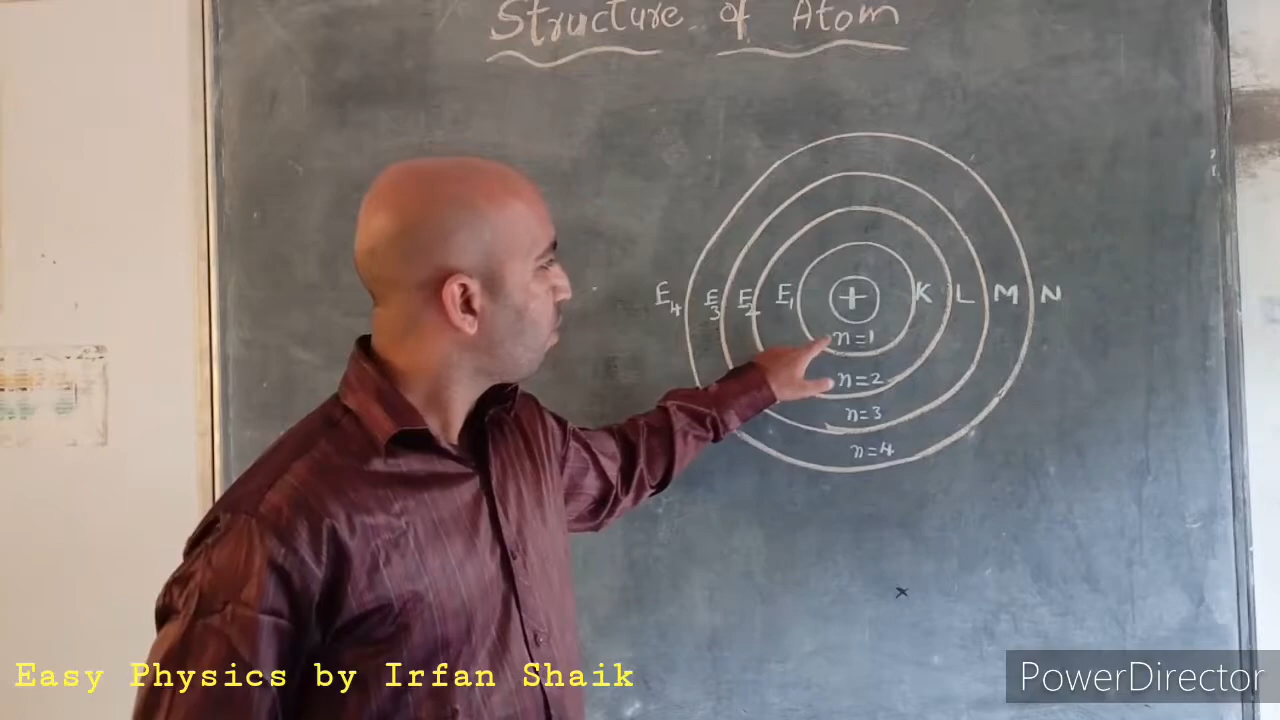 Structure of Atom
E4 E3 E2 E1 + K L M N
n=1
n=2
n=3
n=4
Easy Physics by Irfan Shaik
PowerDirector